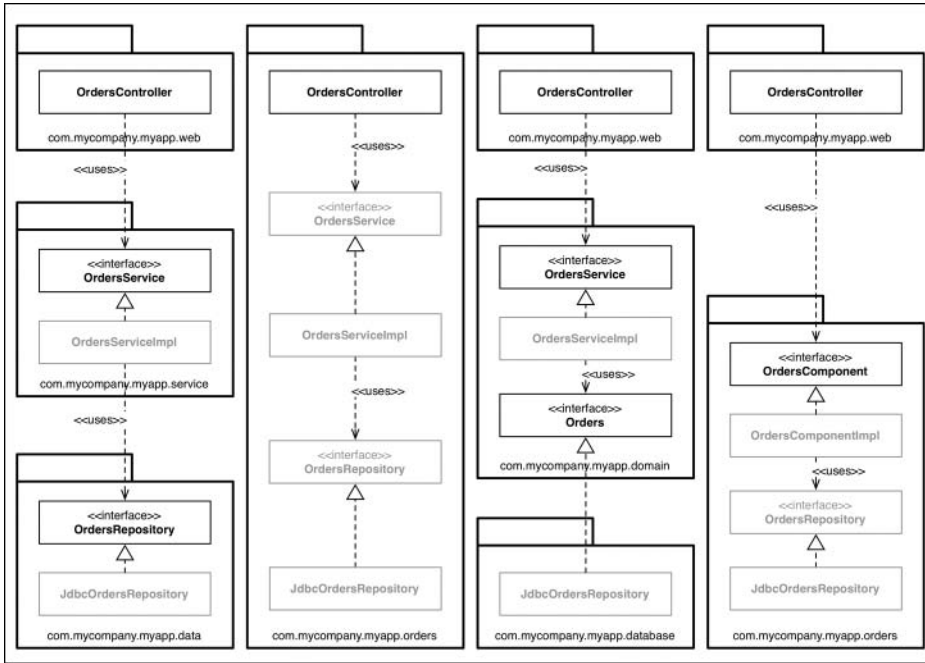 OrdersController
com.mycompany.myapp.web
<<uses>>
<<interface>>
OrdersService
OrdersServiceImpl
com.mycompany.myapp.service
<<uses>>
<<interface>>
OrdersRepository
JdbcOrdersRepository
com.mycompany.myapp.data
OrdersController
<<uses>>
<<interface>>
OrdersService
OrdersServiceImpl
<<uses>>
<<interface>>
OrdersRepository
JdbcOrdersRepository
com.mycompany.myapp.orders
OrdersController
com.mycompany.myapp.web
<<uses>>
<<interface>>
OrdersService
OrdersServiceImpl
<<uses>>
<<interface>>
Orders
com.mycompany.myapp.domain
JdbcOrdersRepository
com.mycompany.myapp.database
OrdersController
com.mycompany.myapp.web
<<uses>>
<<interface>>
OrdersComponent
OrdersComponentImpl
<<uses>>
<<interface>>
OrdersRepository
JdbcOrdersRepository
com.mycompany.myapp.orders